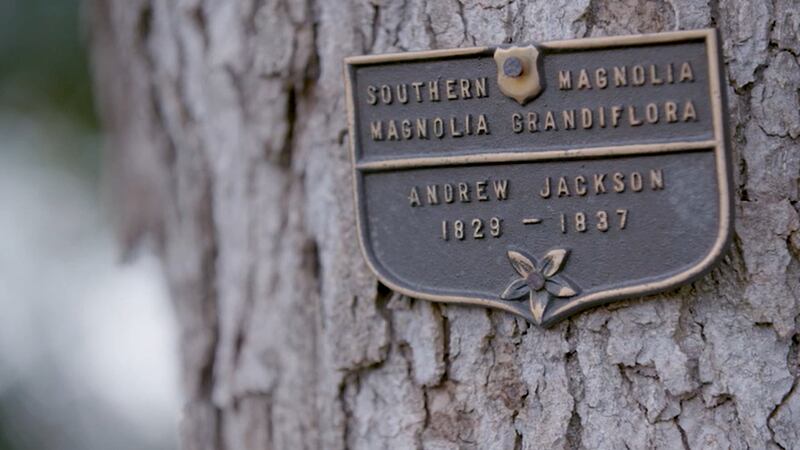 SOUTHERN MAGNOLIA
MAGNOLIA GRANDIFLORA
ANDREW JACKSON
1829 – 1837